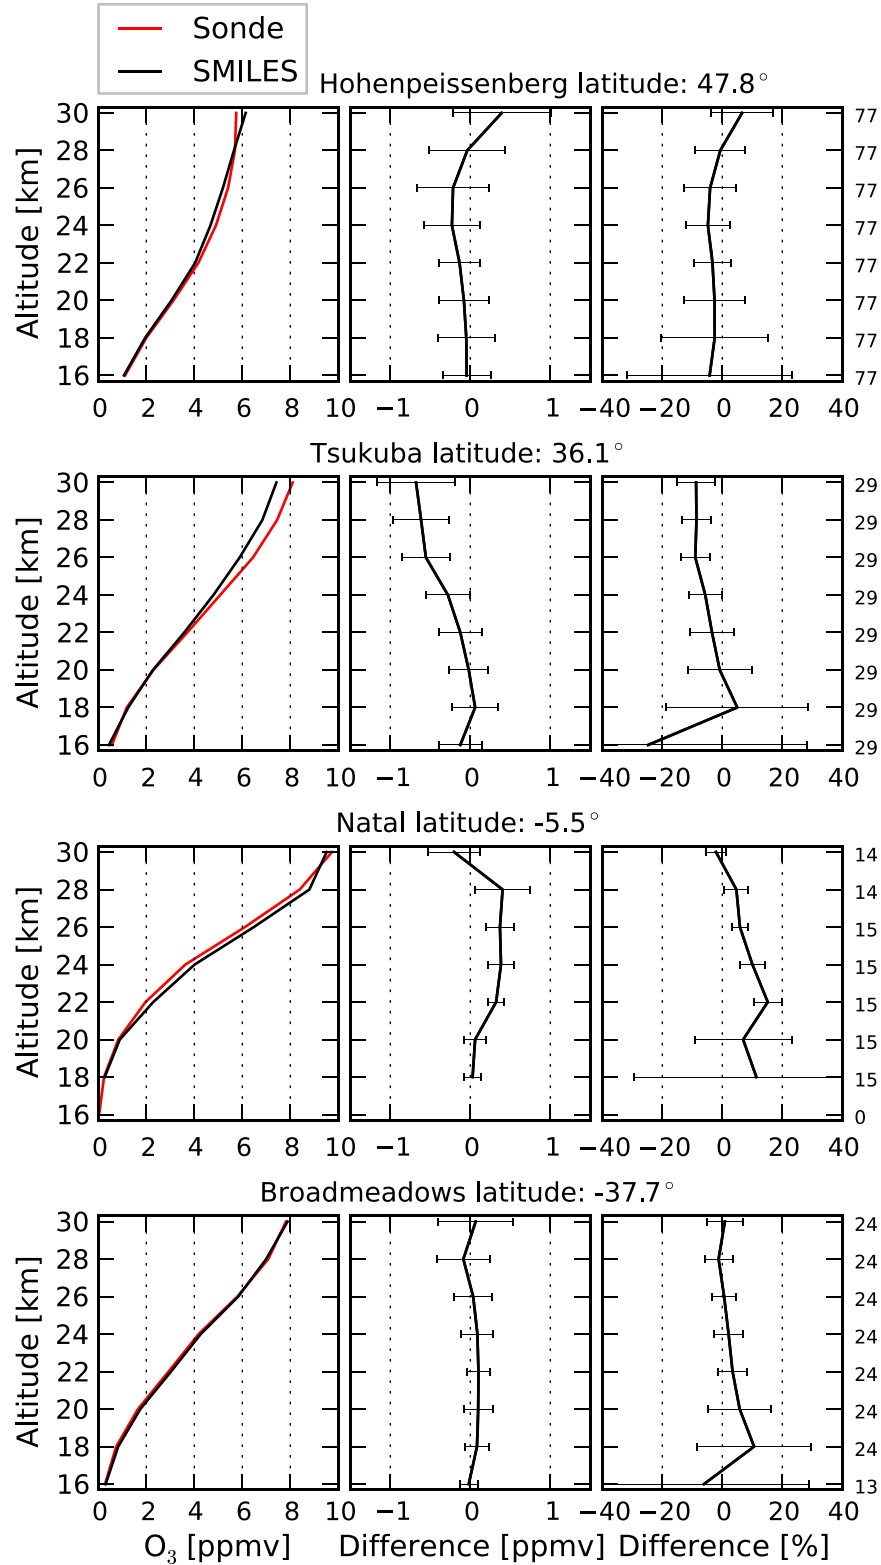 Sonde
SMILES
Hohenpeissenberg latitude: 47.8°
Altitude [km]
30 77
28 77
26 77
24 77
22 77
20 77
18 77
16 77
0 2 4 6 8 10 −1 0 1 −40 −20 0 20 40
Tsukuba latitude: 36.1°
Altitude [km]
30 29
28 29
26 29
24 29
22 29
20 29
18 29
16 29
0 2 4 6 8 10 −1 0 1 −40 −20 0 20 40
Natal latitude: -5.5°
Altitude [km]
30 14
28 14
26 15
24 15
22 15
20 15
18 15
16 0
0 2 4 6 8 10 −1 0 1 −40 −20 0 20 40
Broadmeadows latitude: -37.7°
Altitude [km]
30 24
28 24
26 24
24 24
22 24
20 24
18 24
16 13
0 2 4 6 8 10 −1 0 1 −40 −20 0 20 40
O₃ [ppmv] Difference [ppmv] Difference [%]